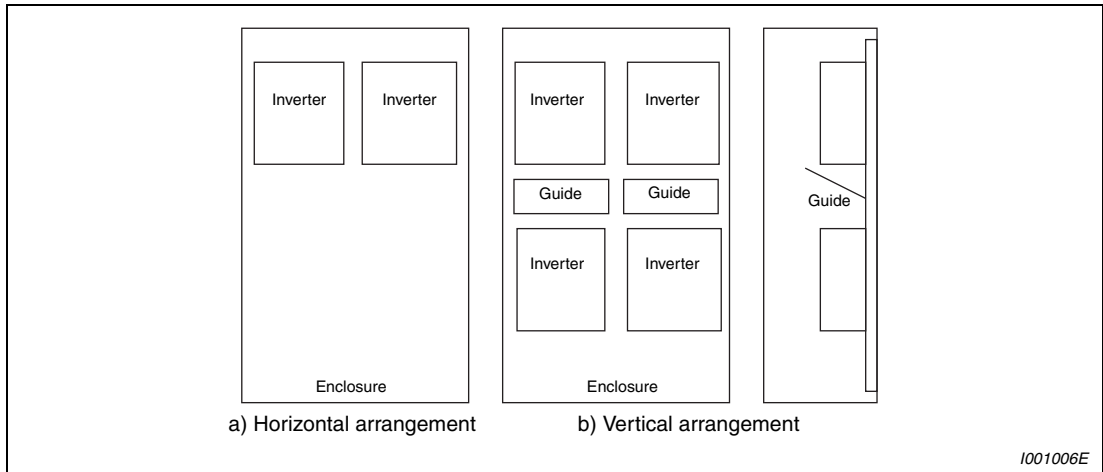 Inverter Inverter
Inverter Inverter
Guide Guide
Guide
Inverter Inverter
Enclosure
Enclosure
a) Horizontal arrangement
b) Vertical arrangement
I001006E